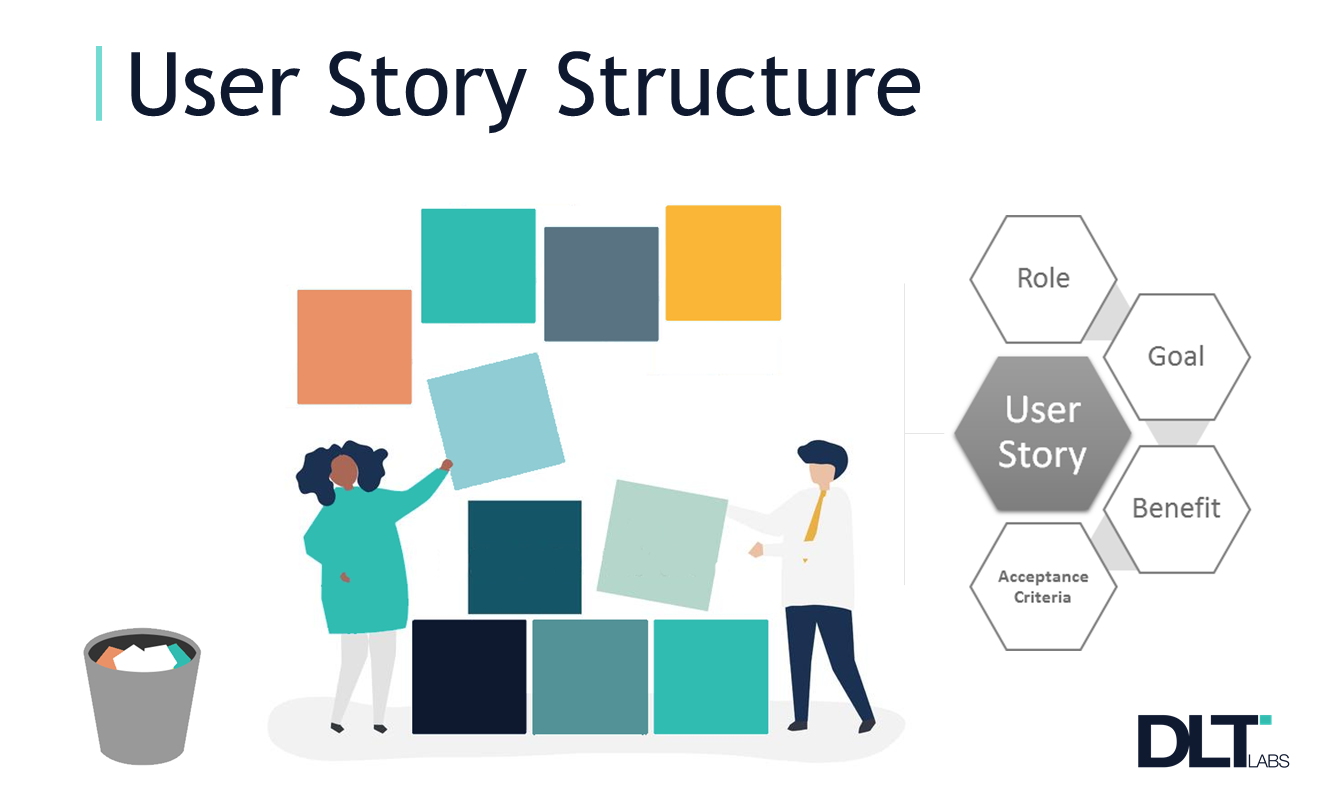 User Story Structure
Role
Goal
User
Story
Benefit
Acceptance
Criteria
DLT
LABS